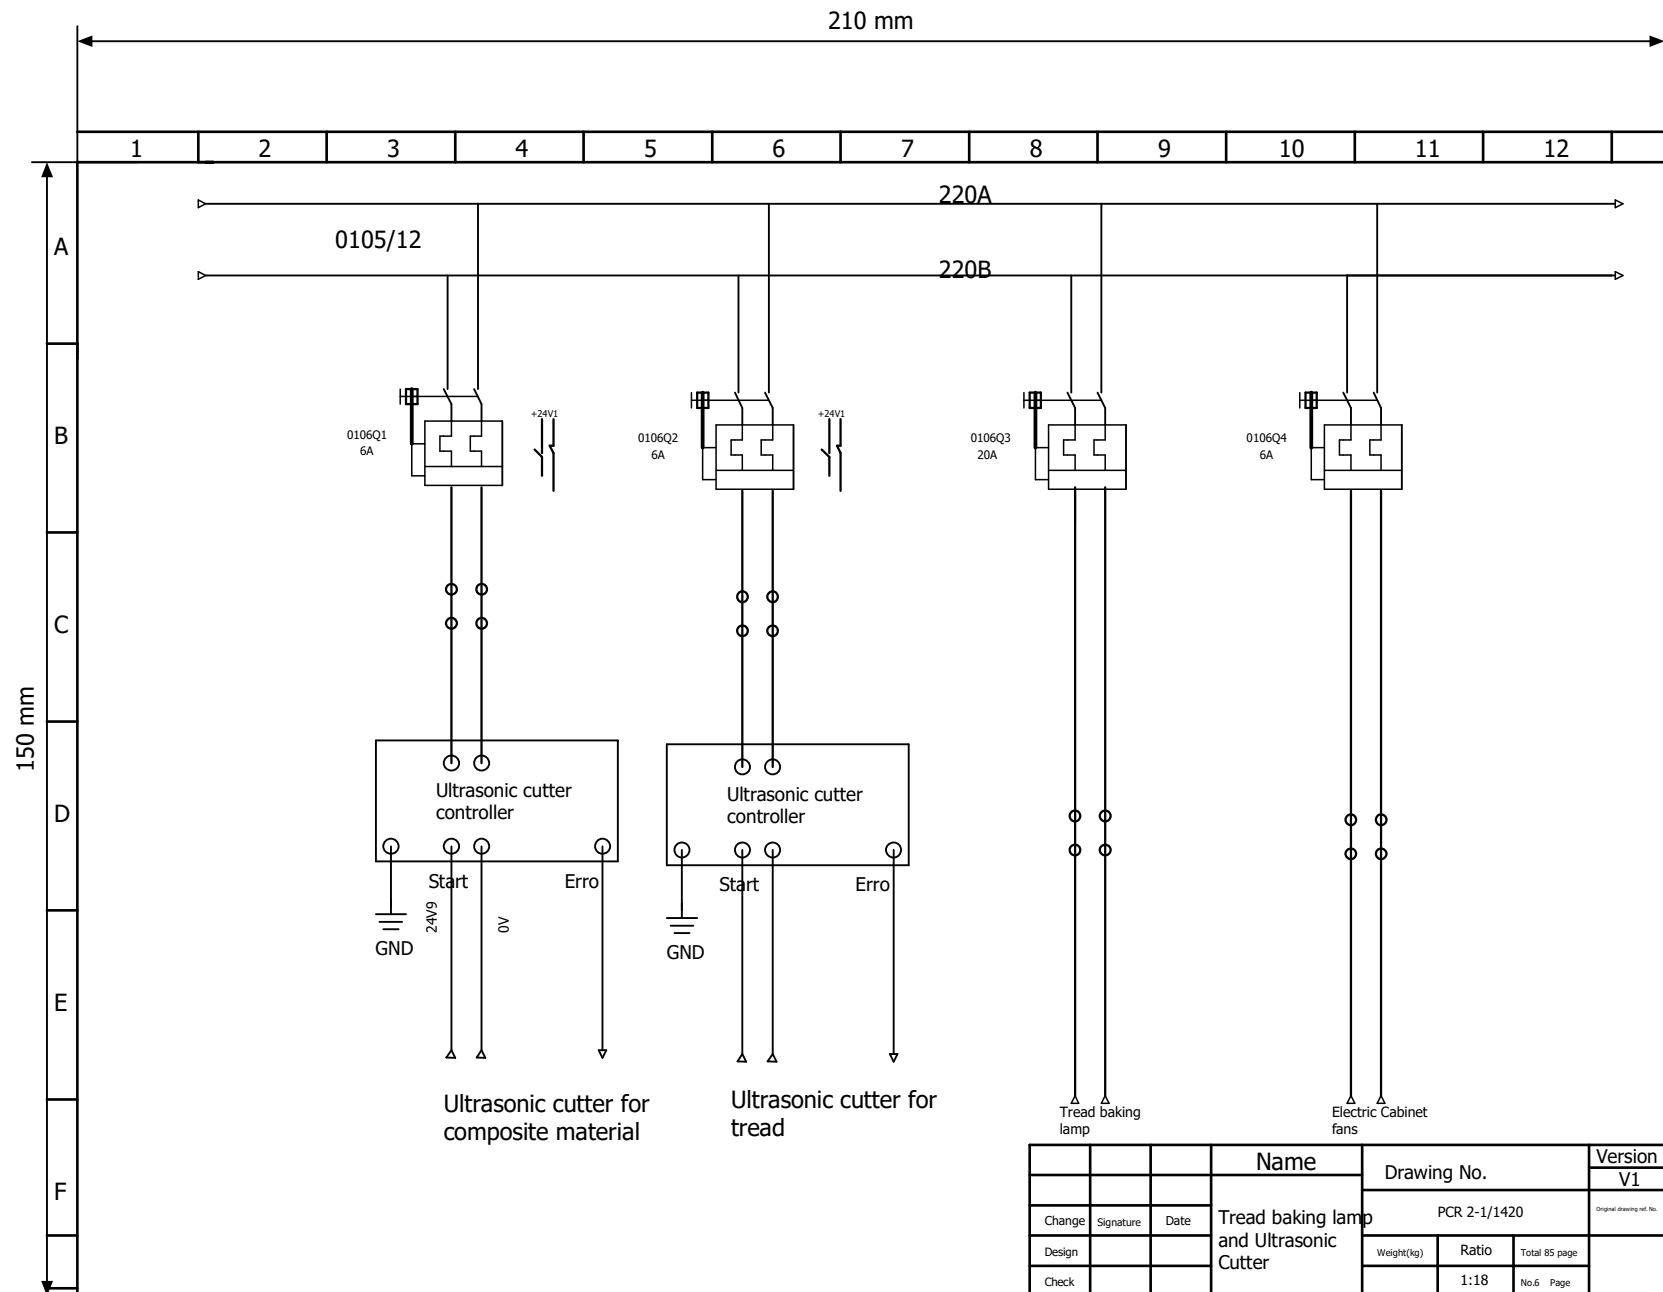 210 mm
1 2 3 4 5 6 7 8 9 10 11 12
220A
A
0105/12
220B
+24V1
+24V1
B
0106Q1
6A
0106Q2
6A
0106Q3
20A
0106Q4
6A
C
150 mm
D
Ultrasonic cutter
controller
Ultrasonic cutter
controller
Start
Erro
Start
Erro
24V9
0V
GND
GND
E
Ultrasonic cutter for
composite material
Ultrasonic cutter for
tread
Tread baking
lamp
Electric Cabinet
fans
F
Name
Drawing No.
Version
V1
PCR 2-1/1420
Original drawing ref. No.
Change Signature Date
Tread baking lamp
and Ultrasonic
Cutter
Design
Weight(kg) Ratio Total 85 page
Check
1:18 No.6 Page